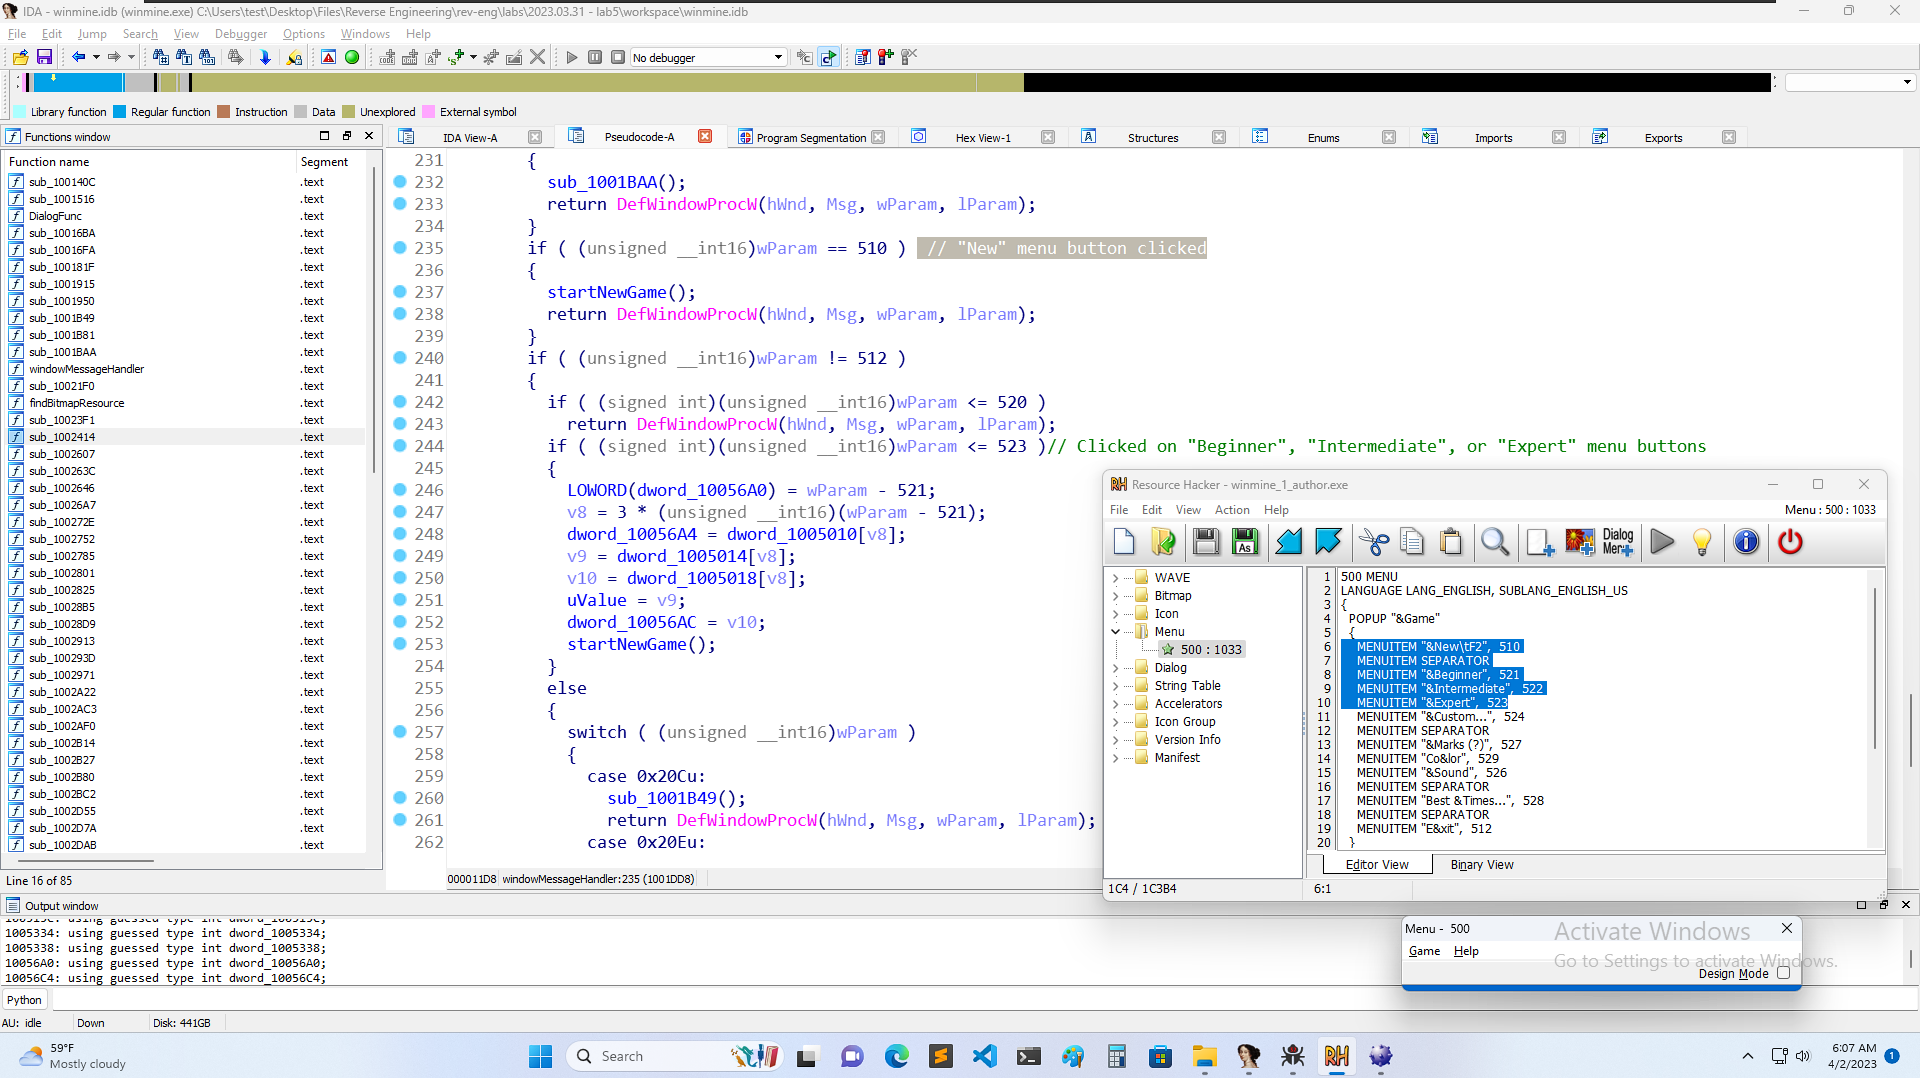 IDA - winmine.idb (winmine.exe) C:\Users\test\Desktop\Files\Reverse Engineering\rev-eng\labs\2023.03.31 - lab5\workspace\winmine.idb
File Edit Jump Search View Debugger Options Windows Help
No debugger
Library function Regular function Instruction Data Unexplored External symbol
Functions window
IDA View-A Pseudocode-A Program Segmentation Hex View-1 Structures Enums Imports Exports
Function name Segment
sub_100140C .text
sub_1001516 .text
DialogFunc .text
sub_10016BA .text
sub_10016FA .text
sub_100181F .text
sub_1001915 .text
sub_1001950 .text
sub_1001B49 .text
sub_1001B81 .text
sub_1001BAA .text
windowMessageHandler .text
sub_10021F0 .text
findBitmapResource .text
sub_10023F1 .text
sub_1002414 .text
sub_1002607 .text
sub_100263C .text
sub_1002646 .text
sub_10026A7 .text
sub_100272E .text
sub_1002752 .text
sub_1002785 .text
sub_1002801 .text
sub_1002825 .text
sub_10028B5 .text
sub_10028D9 .text
sub_1002913 .text
sub_100293D .text
sub_1002971 .text
sub_1002A22 .text
sub_1002AC3 .text
sub_1002AF0 .text
sub_1002B14 .text
sub_1002B27 .text
sub_1002B80 .text
sub_1002BC2 .text
sub_1002D55 .text
sub_1002D7A .text
sub_1002DAB .text
Line 16 of 85
231 {
232 sub_1001BAA();
233 return DefWindowProcW(hWnd, Msg, wParam, lParam);
234 }
235 if ( (unsigned __int16)wParam == 510 ) // "New" menu button clicked
236 {
237 startNewGame();
238 return DefWindowProcW(hWnd, Msg, wParam, lParam);
239 }
240 if ( (unsigned __int16)wParam != 512 )
241 {
242 if ( (signed int)(unsigned __int16)wParam <= 520 )
243 return DefWindowProcW(hWnd, Msg, wParam, lParam);
244 if ( (signed int)(unsigned __int16)wParam <= 523 )// Clicked on "Beginner", "Intermediate", or "Expert" menu buttons
245 {
246 LOWORD(dword_10056A0) = wParam - 521;
247 v8 = 3 * (unsigned __int16)(wParam - 521);
248 dword_10056A4 = dword_1005010[v8];
249 v9 = dword_1005014[v8];
250 v10 = dword_1005018[v8];
251 uValue = v9;
252 dword_10056AC = v10;
253 startNewGame();
254 }
255 else
256 {
257 switch ( (unsigned __int16)wParam )
258 {
259 case 0x20Cu:
260 sub_1001B49();
261 return DefWindowProcW(hWnd, Msg, wParam, lParam);
262 case 0x20Eu:
000011D8 windowMessageHandler:235 (1001DD8)
Resource Hacker - winmine_1_author.exe
File Edit View Action Help
Menu : 500 : 1033
As
Dialog
Menu
WAVE
Bitmap
Icon
Menu
500 : 1033
Dialog
String Table
Accelerators
Icon Group
Version Info
Manifest
1 500 MENU
2 LANGUAGE LANG_ENGLISH, SUBLANG_ENGLISH_US
3 {
4 POPUP "&Game"
5 {
6 MENUITEM "&New\tF2", 510
7 MENUITEM SEPARATOR
8 MENUITEM "&Beginner", 521
9 MENUITEM "&Intermediate", 522
10 MENUITEM "&Expert", 523
11 MENUITEM "&Custom...", 524
12 MENUITEM SEPARATOR
13 MENUITEM "&Marks (?)", 527
14 MENUITEM "Co&lor", 529
15 MENUITEM "&Sound", 526
16 MENUITEM SEPARATOR
17 MENUITEM "Best &Times...", 528
18 MENUITEM SEPARATOR
19 MENUITEM "E&xit", 512
20 }
Editor View Binary View
1C4 / 1C3B4 6:1
Output window
1005334: using guessed type int dword_1005334;
1005338: using guessed type int dword_1005338;
10056A0: using guessed type int dword_10056A0;
10056C4: using guessed type int dword_10056C4;
Python
AU: idle Down Disk: 441GB
Menu - 500
Game Help
Design Mode
Activate Windows
Go to Settings to activate Windows.
59°F
Mostly cloudy
Search
RH
6:07 AM
4/2/2023
1